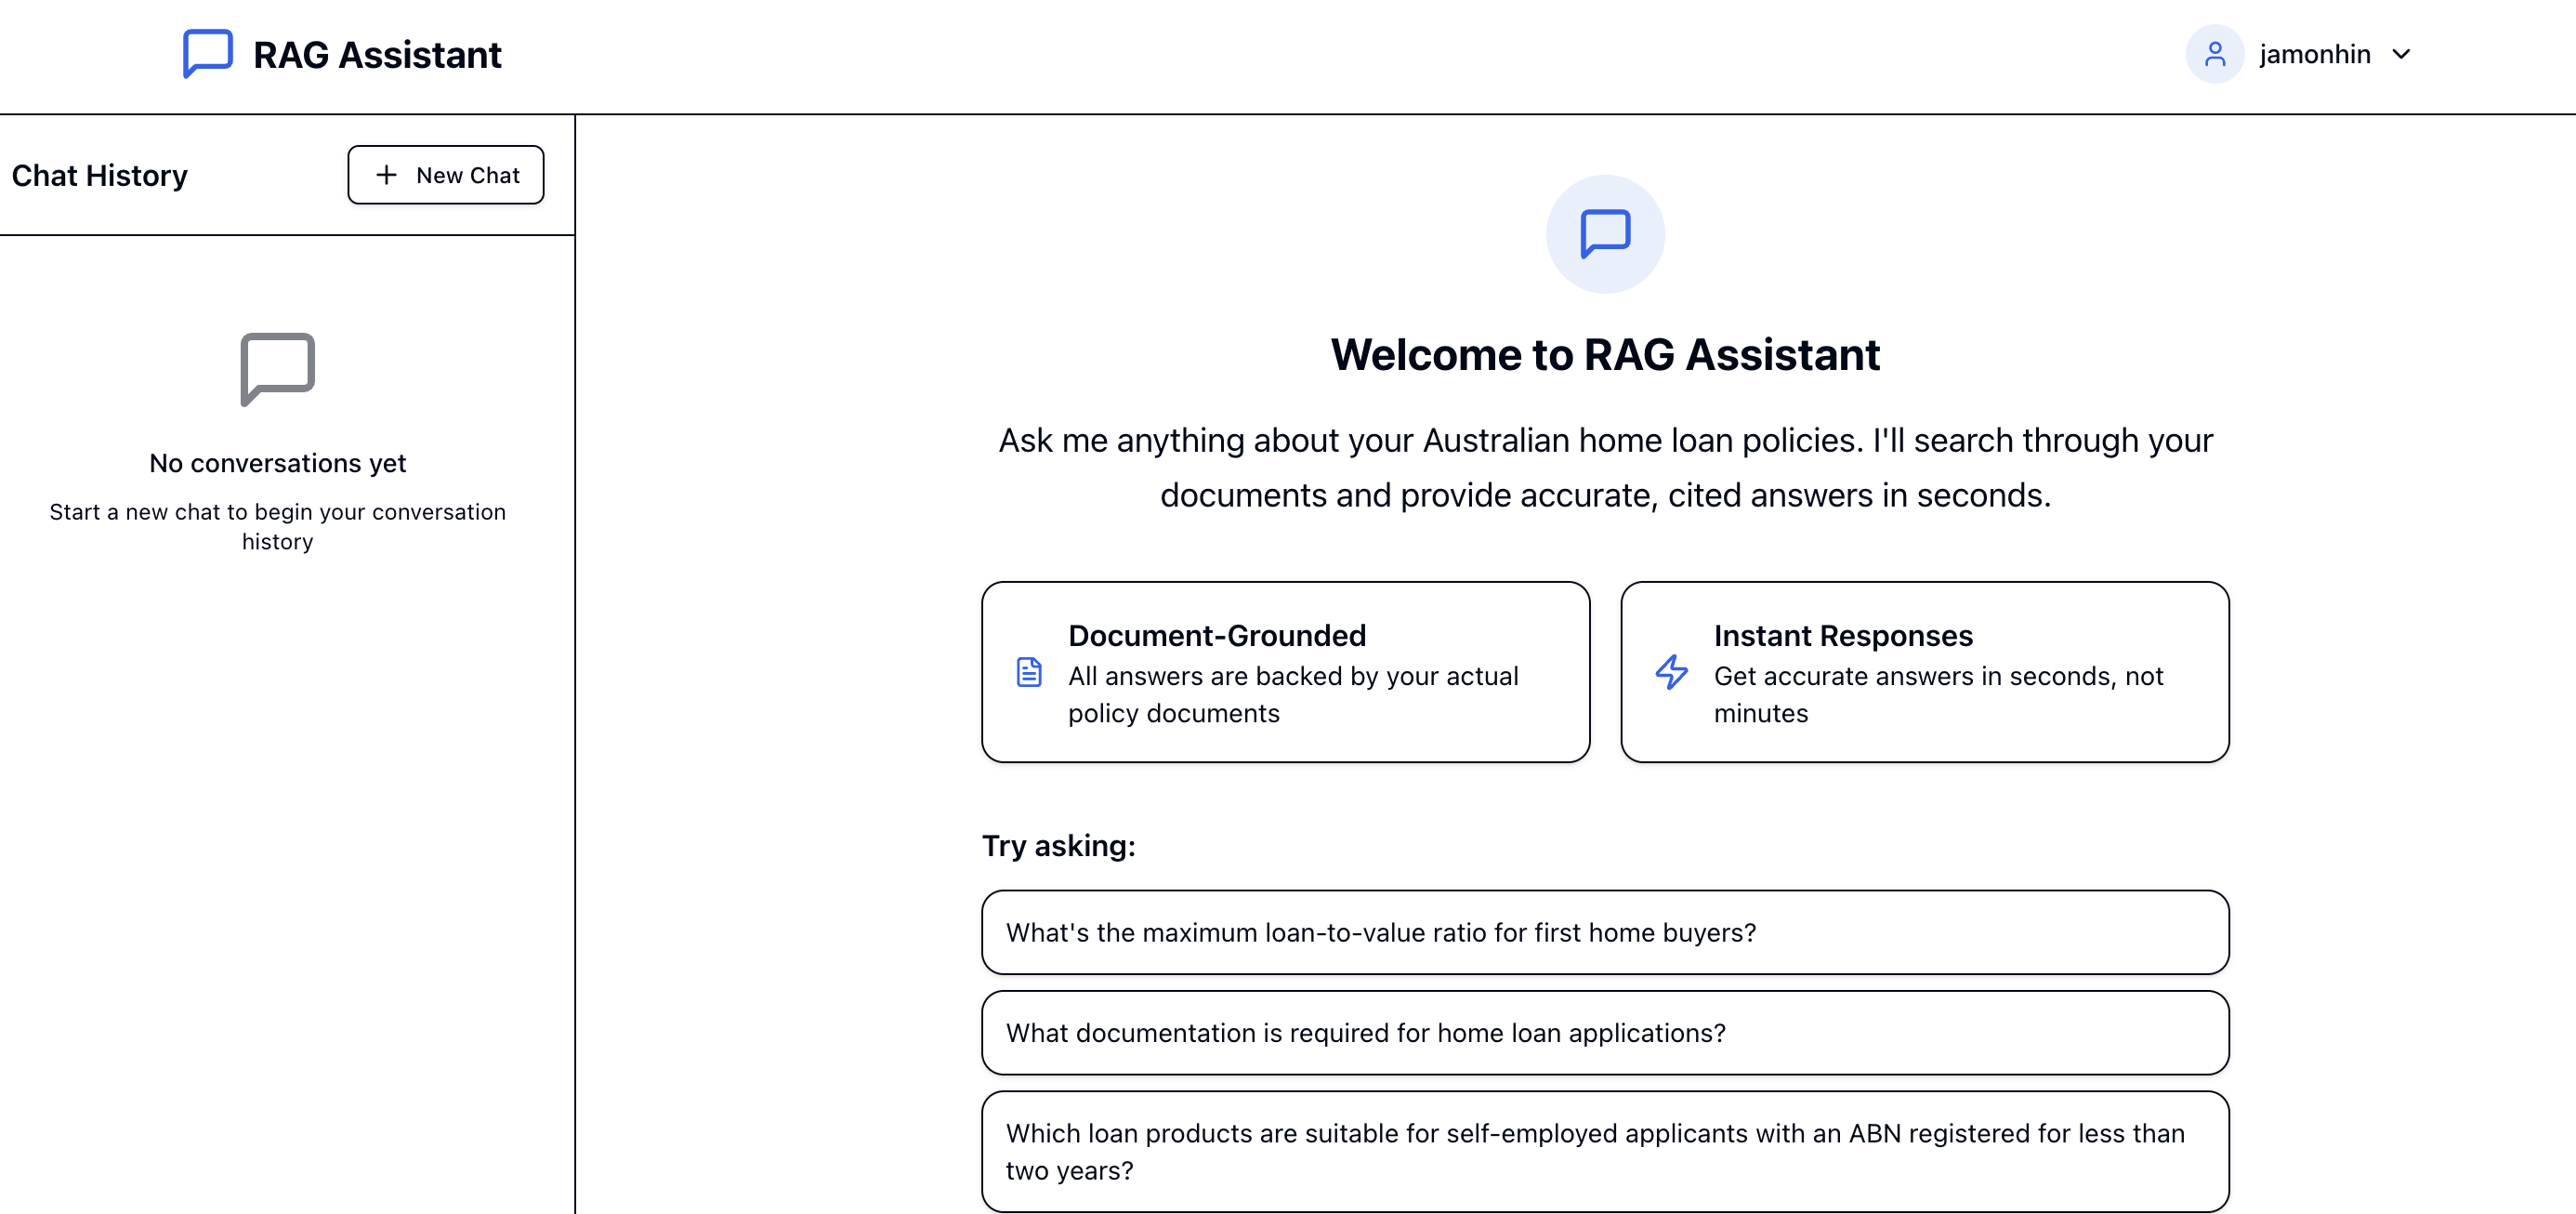 RAG Assistant
jamonhin
Chat History
New Chat
No conversations yet
Start a new chat to begin your conversation
history
Welcome to RAG Assistant
Ask me anything about your Australian home loan policies. I'll search through your
documents and provide accurate, cited answers in seconds.
Document-Grounded
All answers are backed by your actual
policy documents
Instant Responses
Get accurate answers in seconds, not
minutes
Try asking:
What's the maximum loan-to-value ratio for first home buyers?
What documentation is required for home loan applications?
Which loan products are suitable for self-employed applicants with an ABN registered for less than
two years?